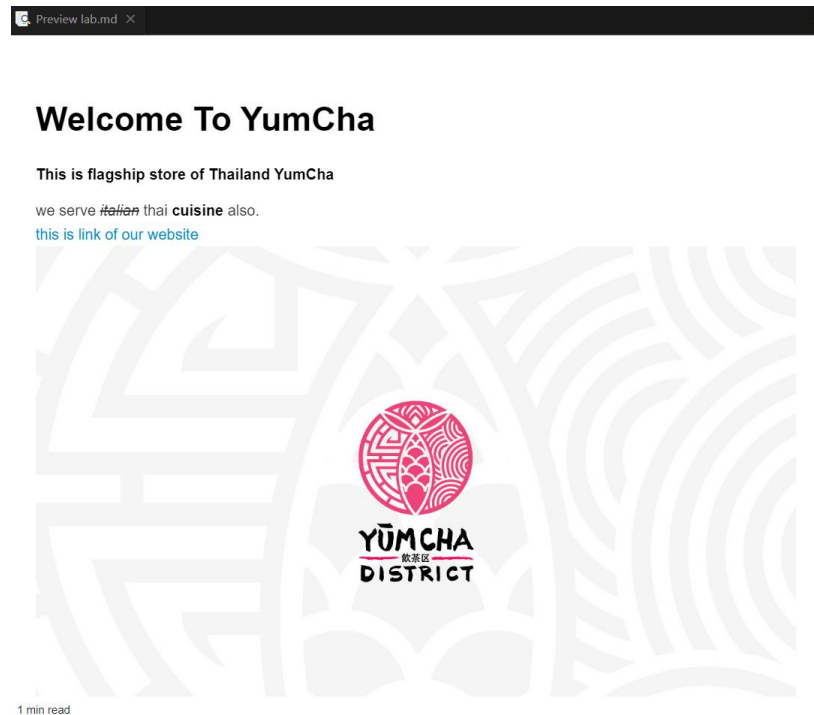 Preview lab.md
Welcome To YumCha
This is flagship store of Thailand YumCha
we serve italian thai cuisine also.
this is link of our website
YŪMCHA
飲茶区
DISTRICT
1 min read